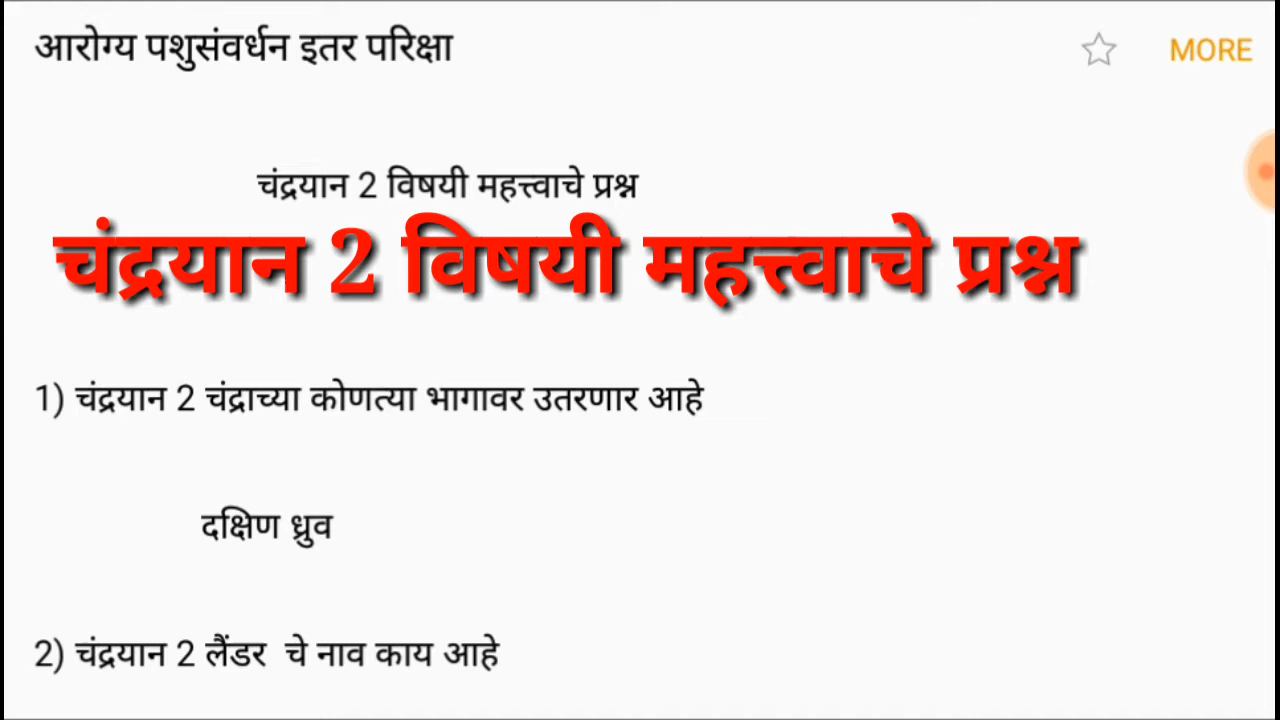 आरोग्य पशुसंवर्धन इतर परिक्षा
MORE
चंद्रयान 2 विषयी महत्त्वाचे प्रश्न
चंद्रयान 2 विषयी महत्त्वाचे प्रश्न
1) चंद्रयान 2 चंद्राच्या कोणत्या भागावर उतरणार आहे
दक्षिण ध्रुव
2) चंद्रयान 2 लैंडर चे नाव काय आहे